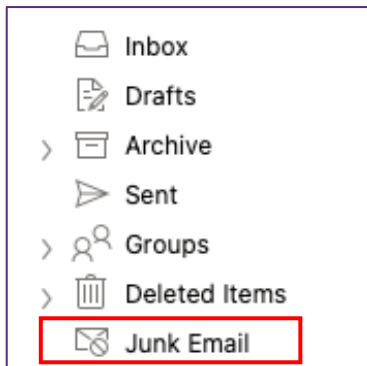 Inbox
Drafts
Archive
Sent
Groups
Deleted Items
Junk Email